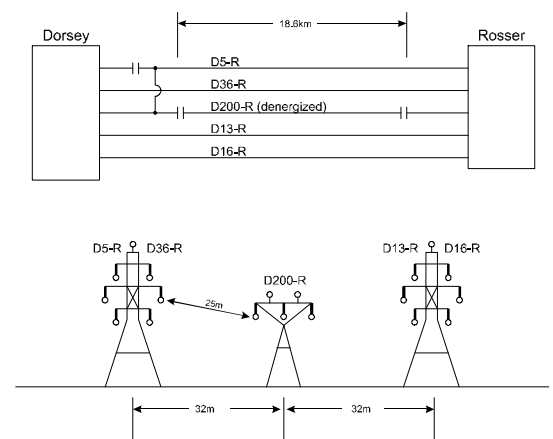 18.6km
Dorsey
Rosser
D5-R
D36-R
D200-R (denergized)
D13-R
D16-R
D5-R D36-R
D13-R D16-R
D200-R
25m
32m
32m